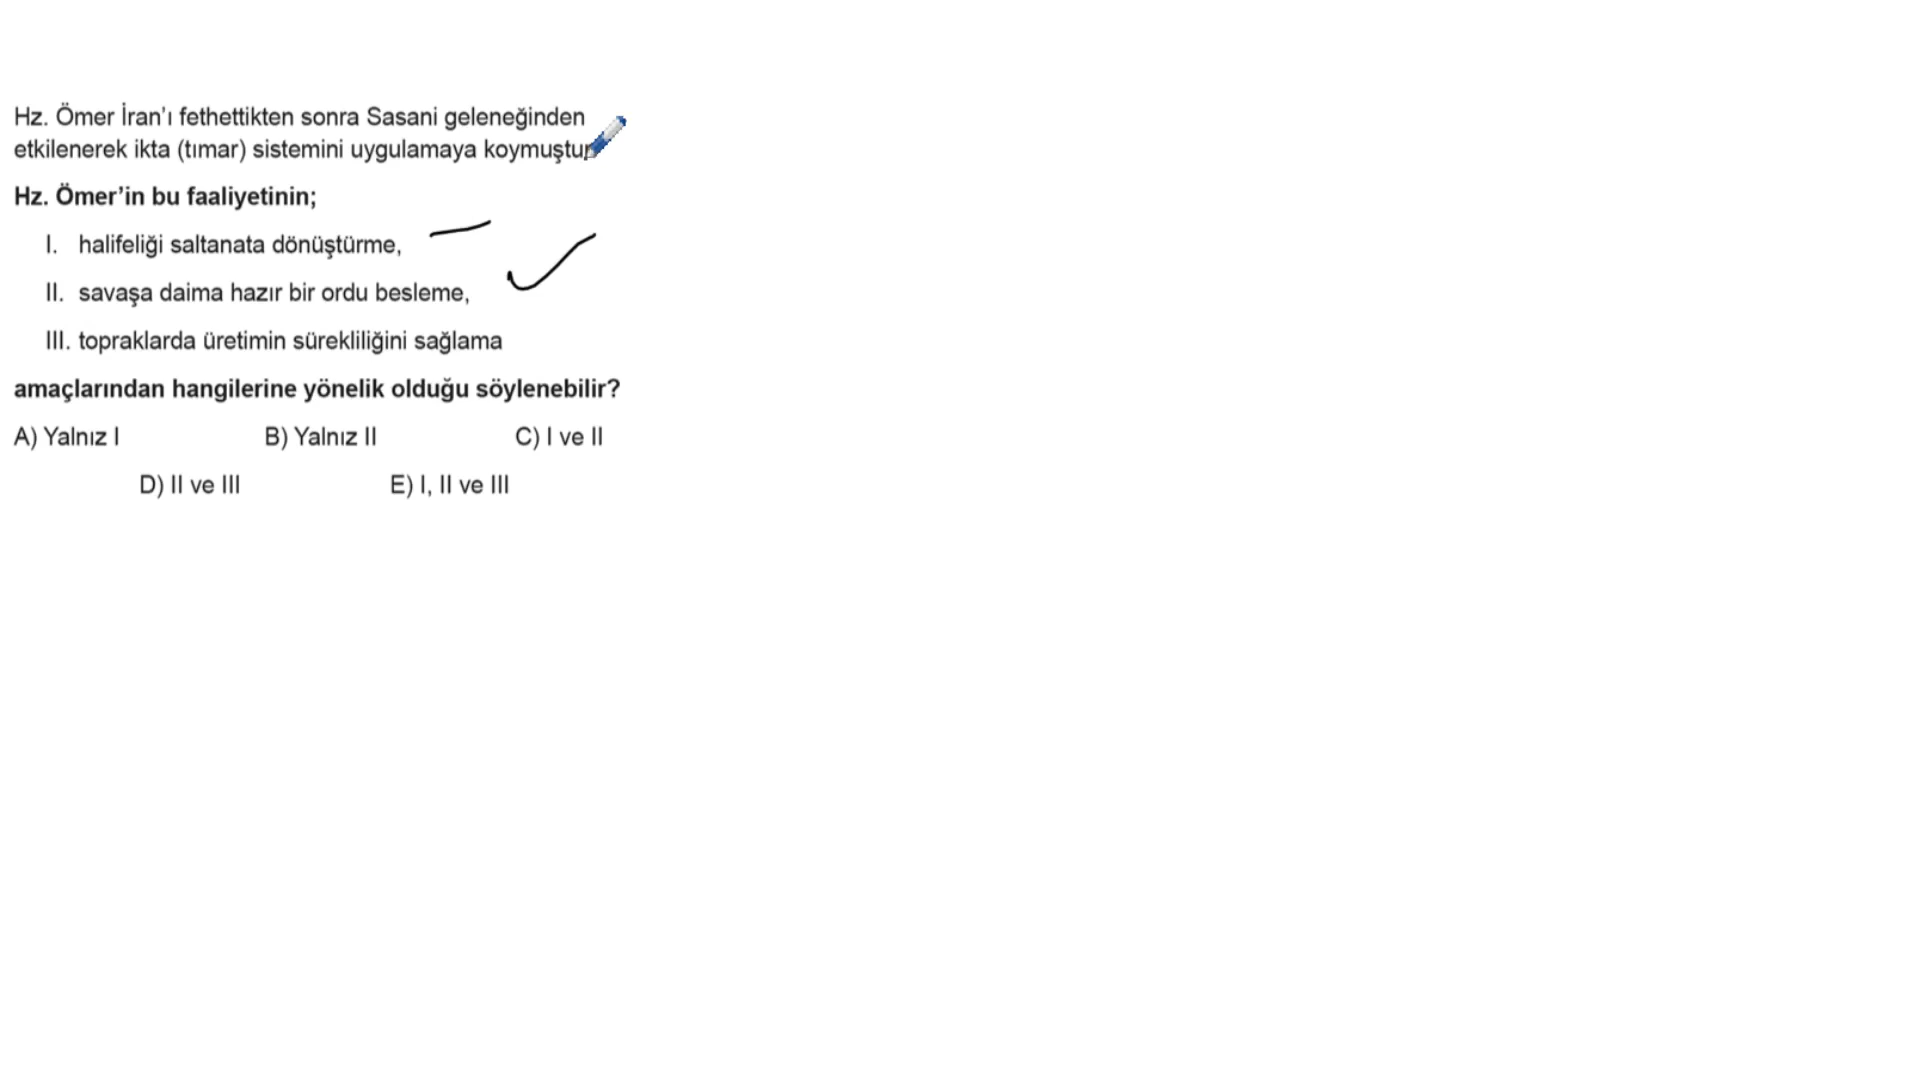 Hz. Ömer İran'ı fethettikten sonra Sasani geleneğinden
etkilenerek ikta (tımar) sistemini uygulamaya koymuştur
Hz. Ömer'in bu faaliyetinin;
I. halifeliği saltanata dönüştürme,
II. savaşa daima hazır bir ordu besleme,
III. topraklarda üretimin sürekliliğini sağlama
amaçlarından hangilerine yönelik olduğu söylenebilir?
A) Yalnız I B) Yalnız II C) I ve II
D) II ve III E) I, II ve III